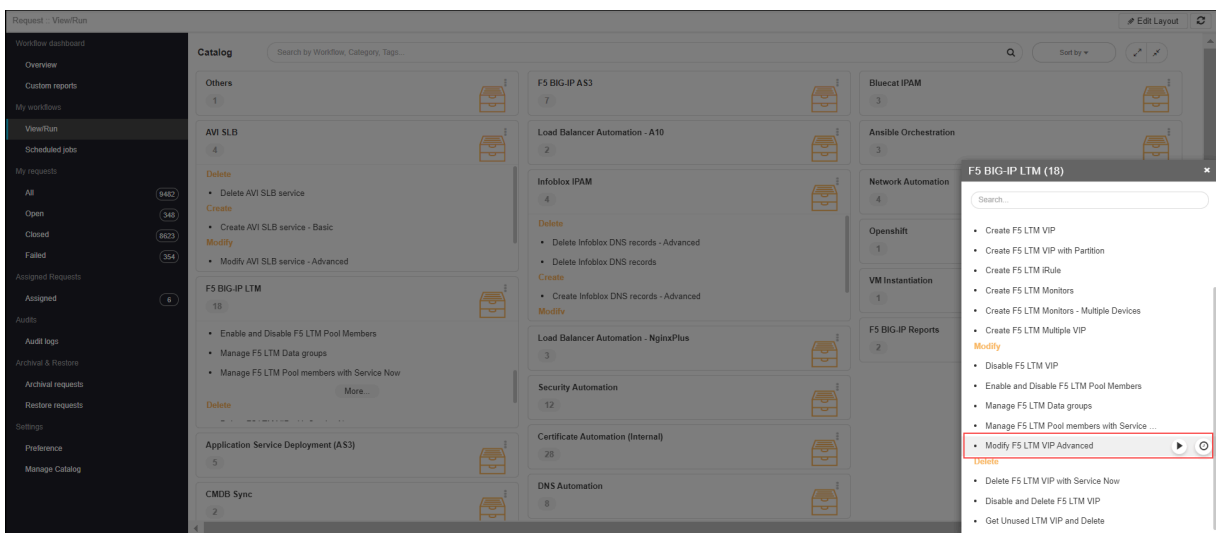 Request :: View/Run
Edit Layout
Workflow dashboard
Overview
Custom reports
My workflows
View/Run
Scheduled jobs
My requests
All 9482
Open 348
Closed 8623
Failed 354
Assigned Requests
Assigned 6
Audits
Audit logs
Archival & Restore
Archival requests
Restore requests
Settings
Preference
Manage Catalog
Catalog
Search by Workflow, Category, Tags...
Sort by
Others
1
AVI SLB
4
Delete
• Delete AVI SLB service
Create
• Create AVI SLB service - Basic
Modify
• Modify AVI SLB service - Advanced
F5 BIG-IP LTM
18
• Enable and Disable F5 LTM Pool Members
• Manage F5 LTM Data groups
• Manage F5 LTM Pool members with Service Now
More...
Delete
Application Service Deployment (AS3)
5
CMDB Sync
2
F5 BIG-IP AS3
7
Load Balancer Automation - A10
2
Infoblox IPAM
4
Delete
• Delete Infoblox DNS records - Advanced
• Delete Infoblox DNS records
Create
• Create Infoblox DNS records - Advanced
Modify
Load Balancer Automation - NginxPlus
3
Security Automation
12
Certificate Automation (Internal)
28
DNS Automation
8
Bluecat IPAM
3
Ansible Orchestration
3
Network Automation
4
Openshift
1
VM Instantiation
1
F5 BIG-IP Reports
2
F5 BIG-IP LTM (18)
Search...
• Create F5 LTM VIP
• Create F5 LTM VIP with Partition
• Create F5 LTM iRule
• Create F5 LTM Monitors
• Create F5 LTM Monitors - Multiple Devices
• Create F5 LTM Multiple VIP
Modify
• Disable F5 LTM VIP
• Enable and Disable F5 LTM Pool Members
• Manage F5 LTM Data groups
• Manage F5 LTM Pool members with Service ...
• Modify F5 LTM VIP Advanced
Delete
• Delete F5 LTM VIP with Service Now
• Disable and Delete F5 LTM VIP
• Get Unused LTM VIP and Delete